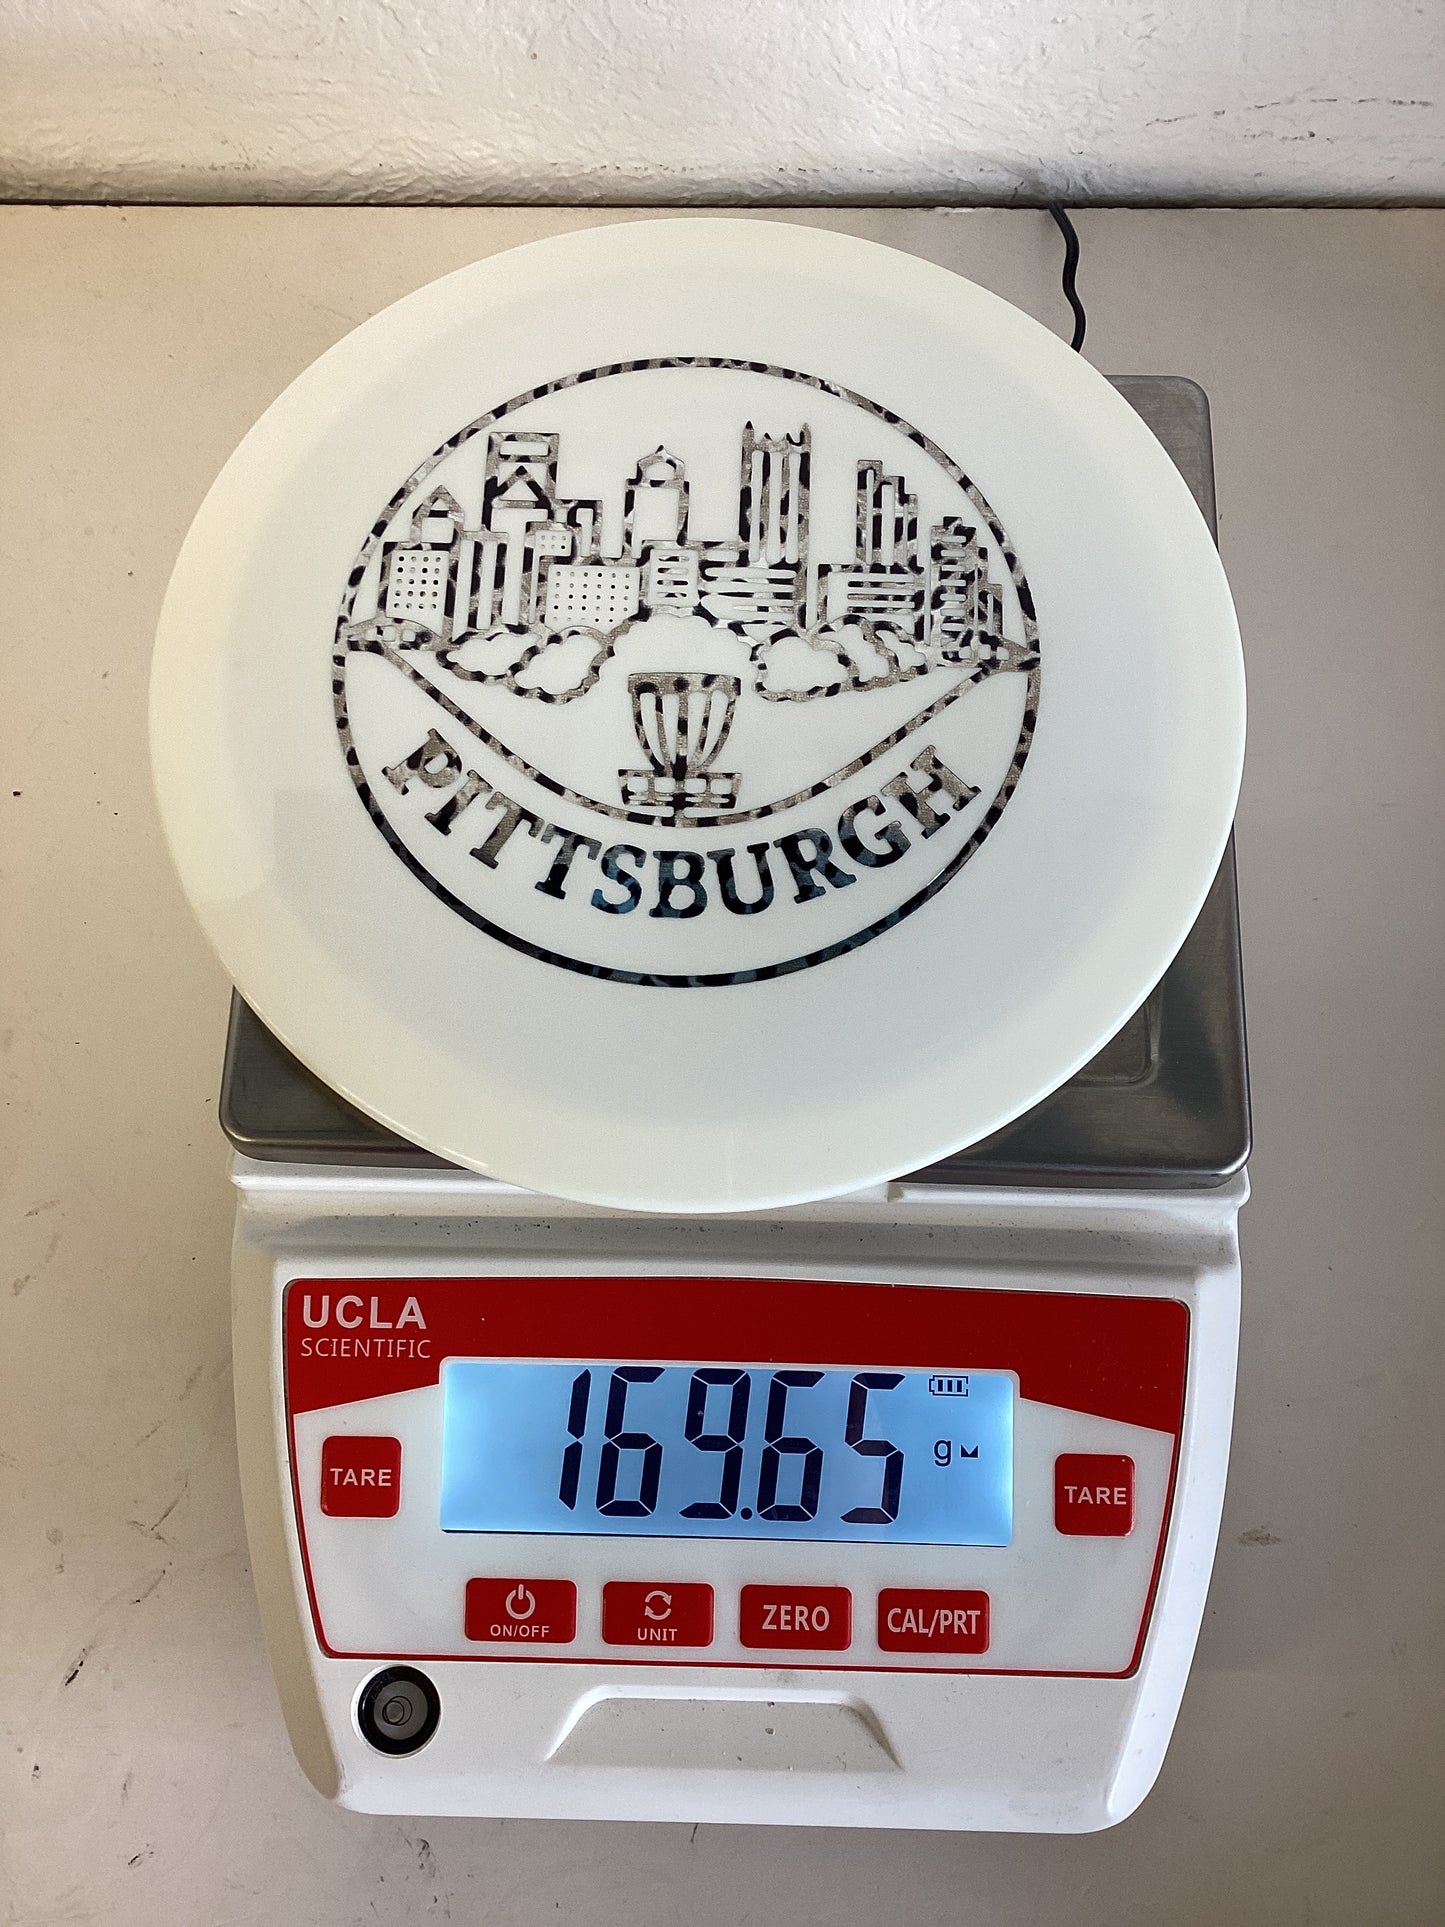 PITTSBURGH
UCLA
SCIENTIFIC
169.65 g
TARE
TARE
ON/OFF
UNIT
ZERO
CAL/PRT